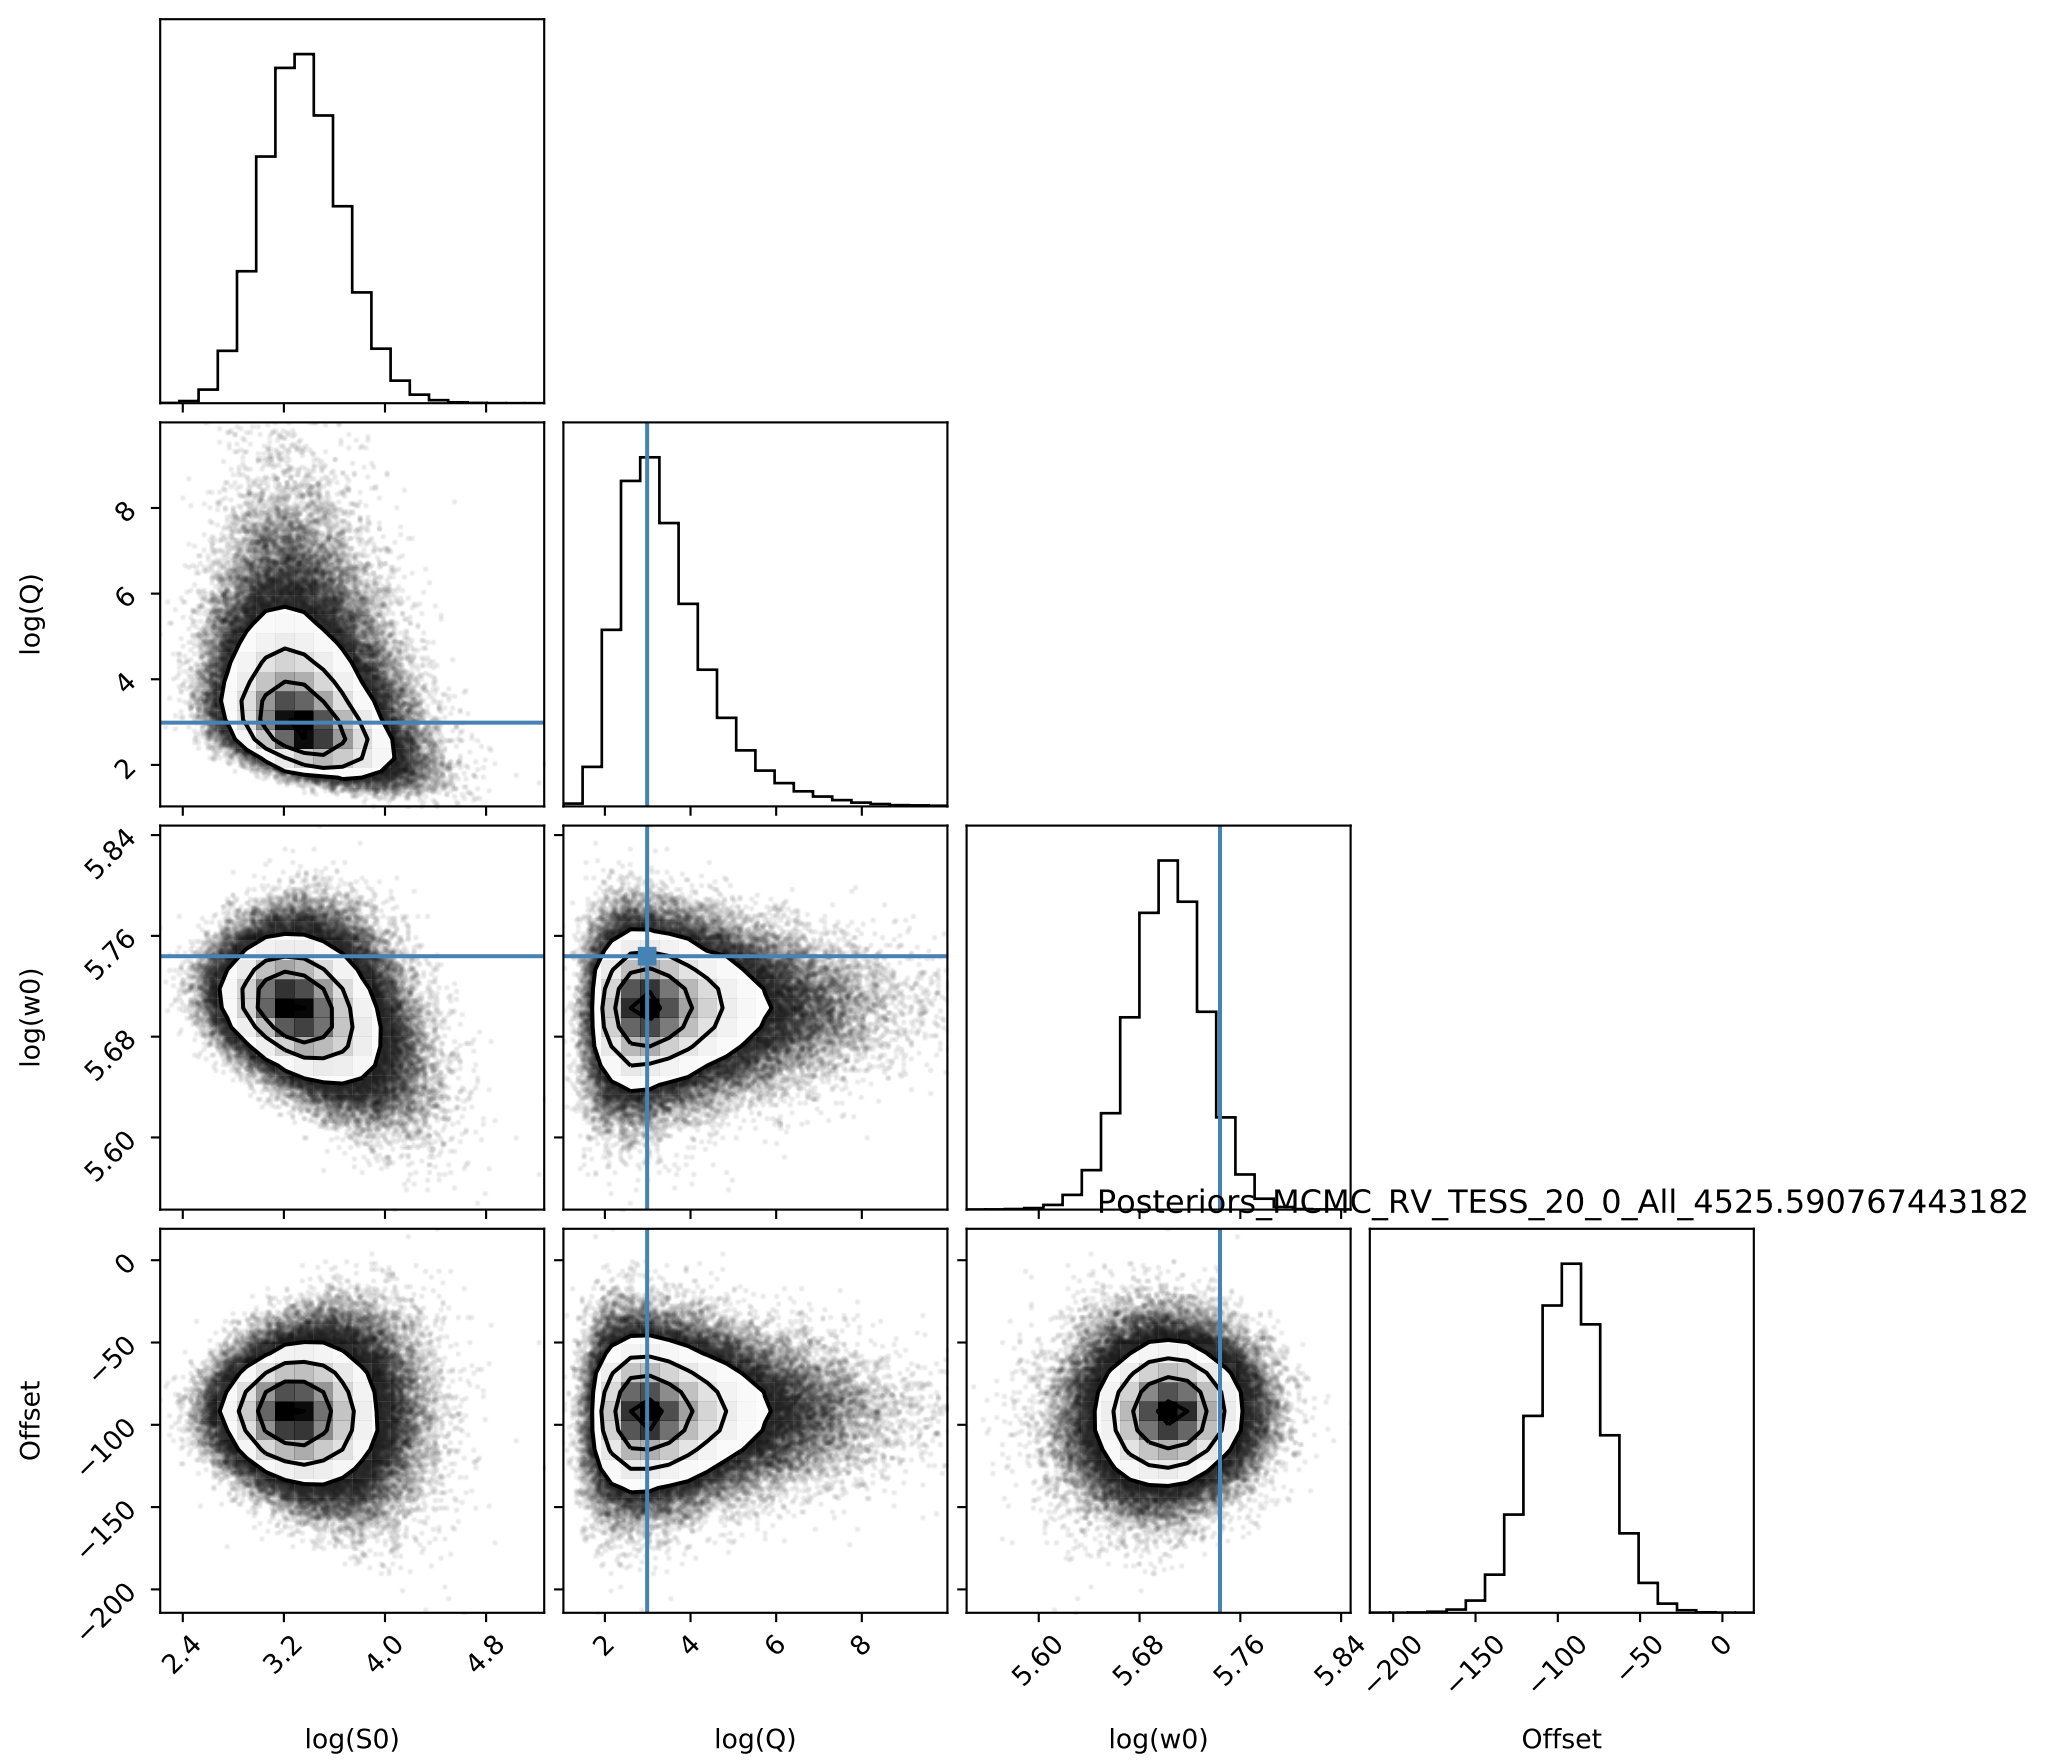 log(Q)
8
6
4
2
log(w0)
5.84
5.76
5.68
5.60
Posteriors_MCMC_RV_TESS_20_0_All_4525.590767443182
Offset
0
−50
−100
−150
−200
2.4 3.2 4.0 4.8
2 4 6 8
5.60 5.68 5.76 5.84
−200 −150 −100 −50 0
log(S0) log(Q) log(w0) Offset